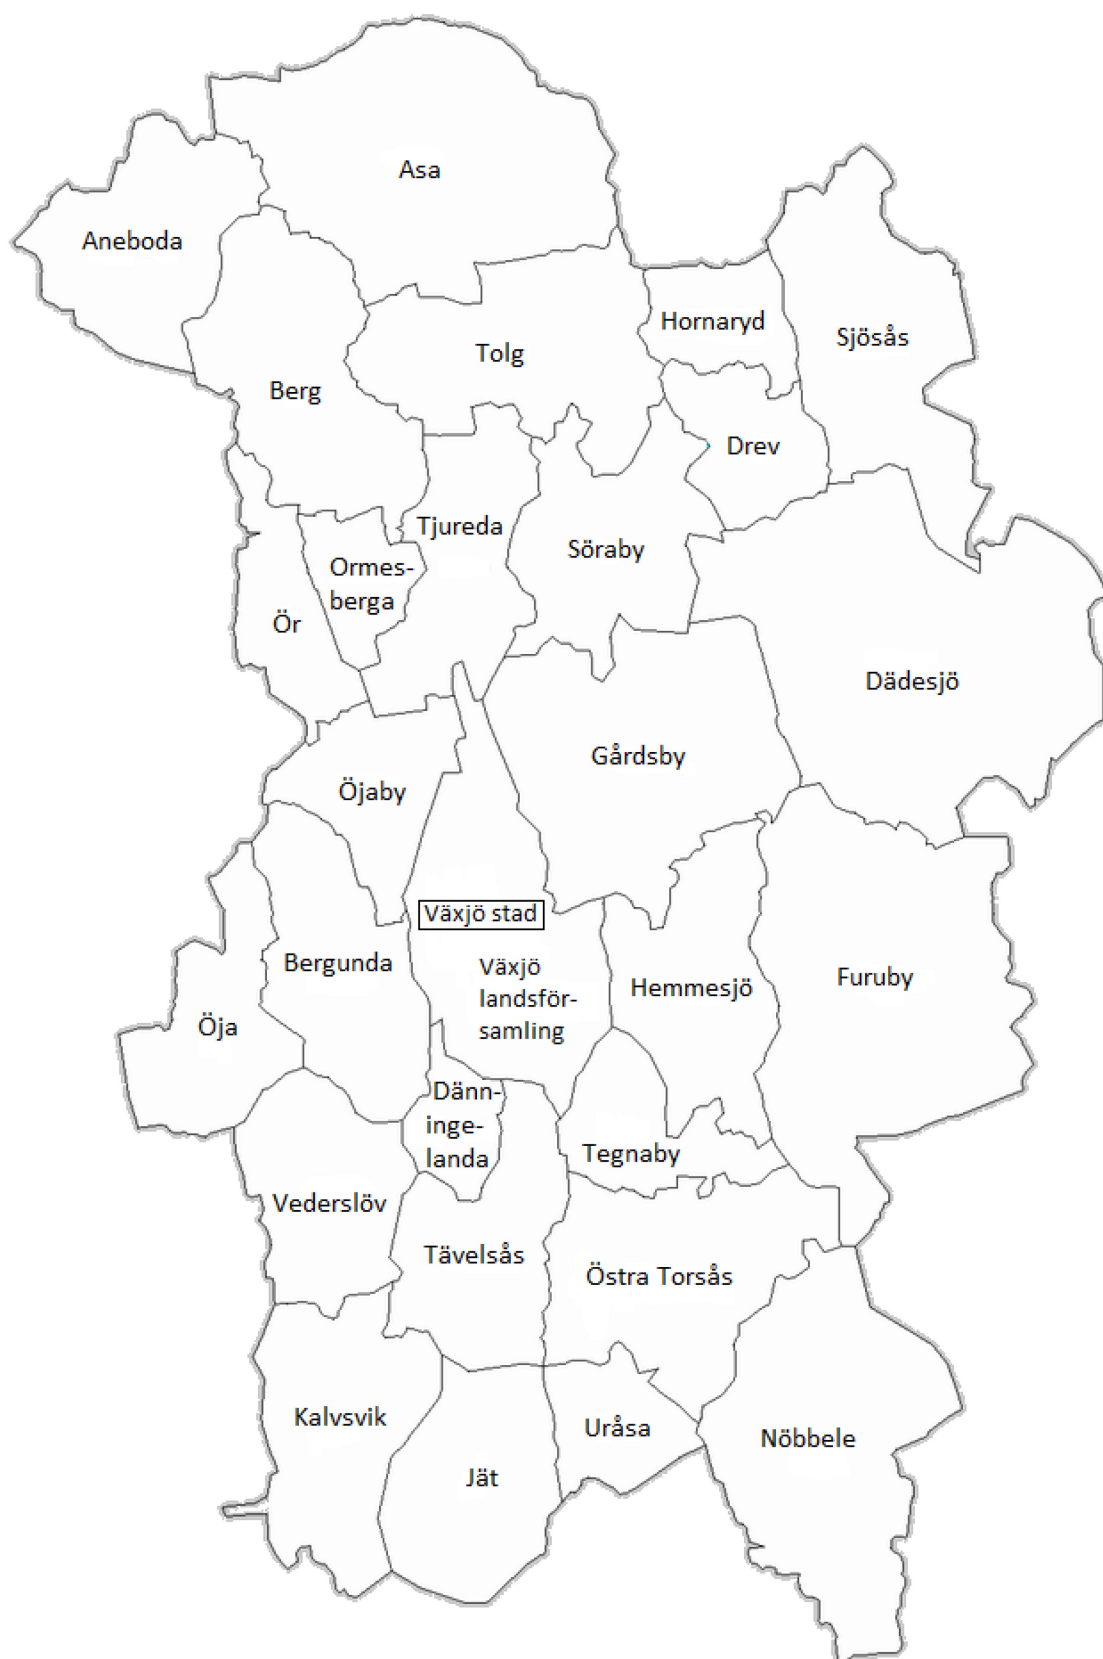 Asa
Aneboda
Hornaryd
Sjösås
Tolg
Berg
Drev
Tjureda
Söraby
Ormes-
berga
Ör
Dädesjö
Gårdsby
Öjaby
Växjö stad
Bergunda
Växjö
landsför-
samling
Hemmesjö
Furuby
Öja
Dänn-
inge-
landa
Tegnaby
Vederslöv
Tävelsås
Östra Torsås
Kalvsvik
Uråsa
Nöbbele
Jät